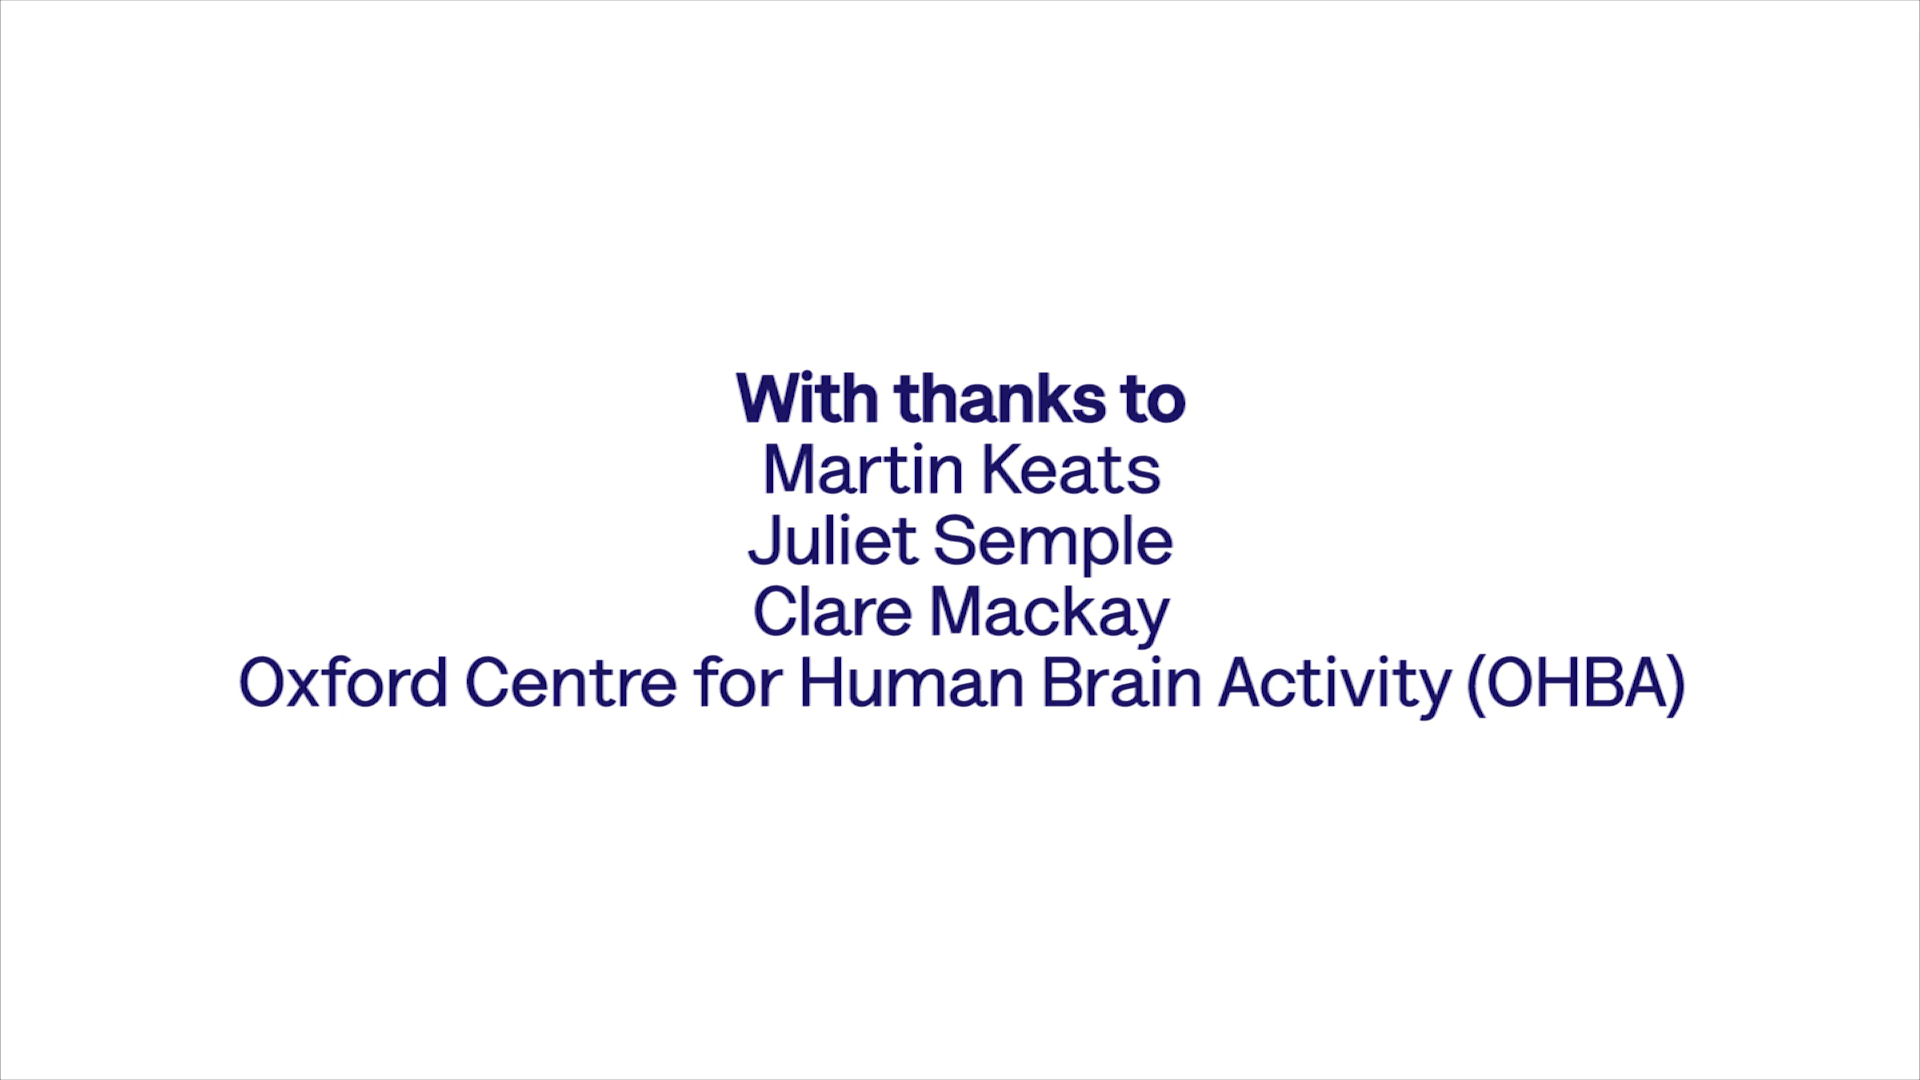 With thanks to
Martin Keats
Juliet Semple
Clare Mackay
Oxford Centre for Human Brain Activity (OHBA)